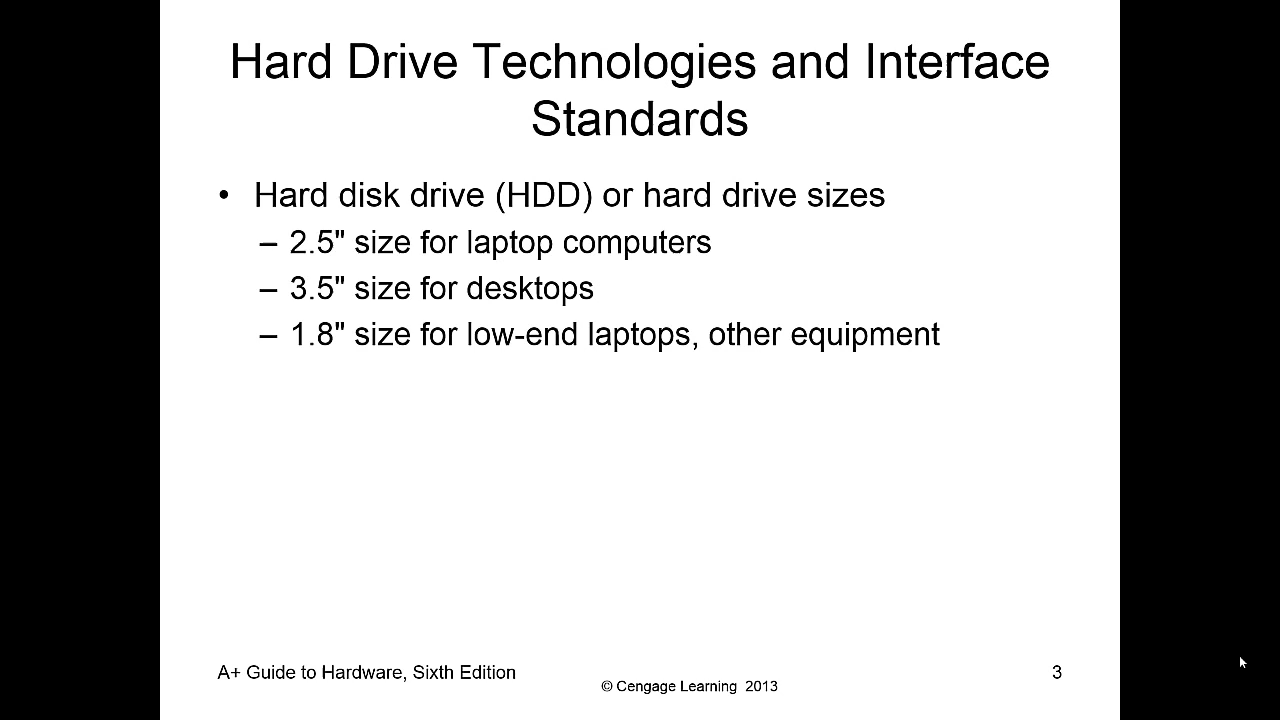 Hard Drive Technologies and Interface
Standards
• Hard disk drive (HDD) or hard drive sizes
– 2.5" size for laptop computers
– 3.5" size for desktops
– 1.8" size for low-end laptops, other equipment
A+ Guide to Hardware, Sixth Edition
© Cengage Learning 2013
3